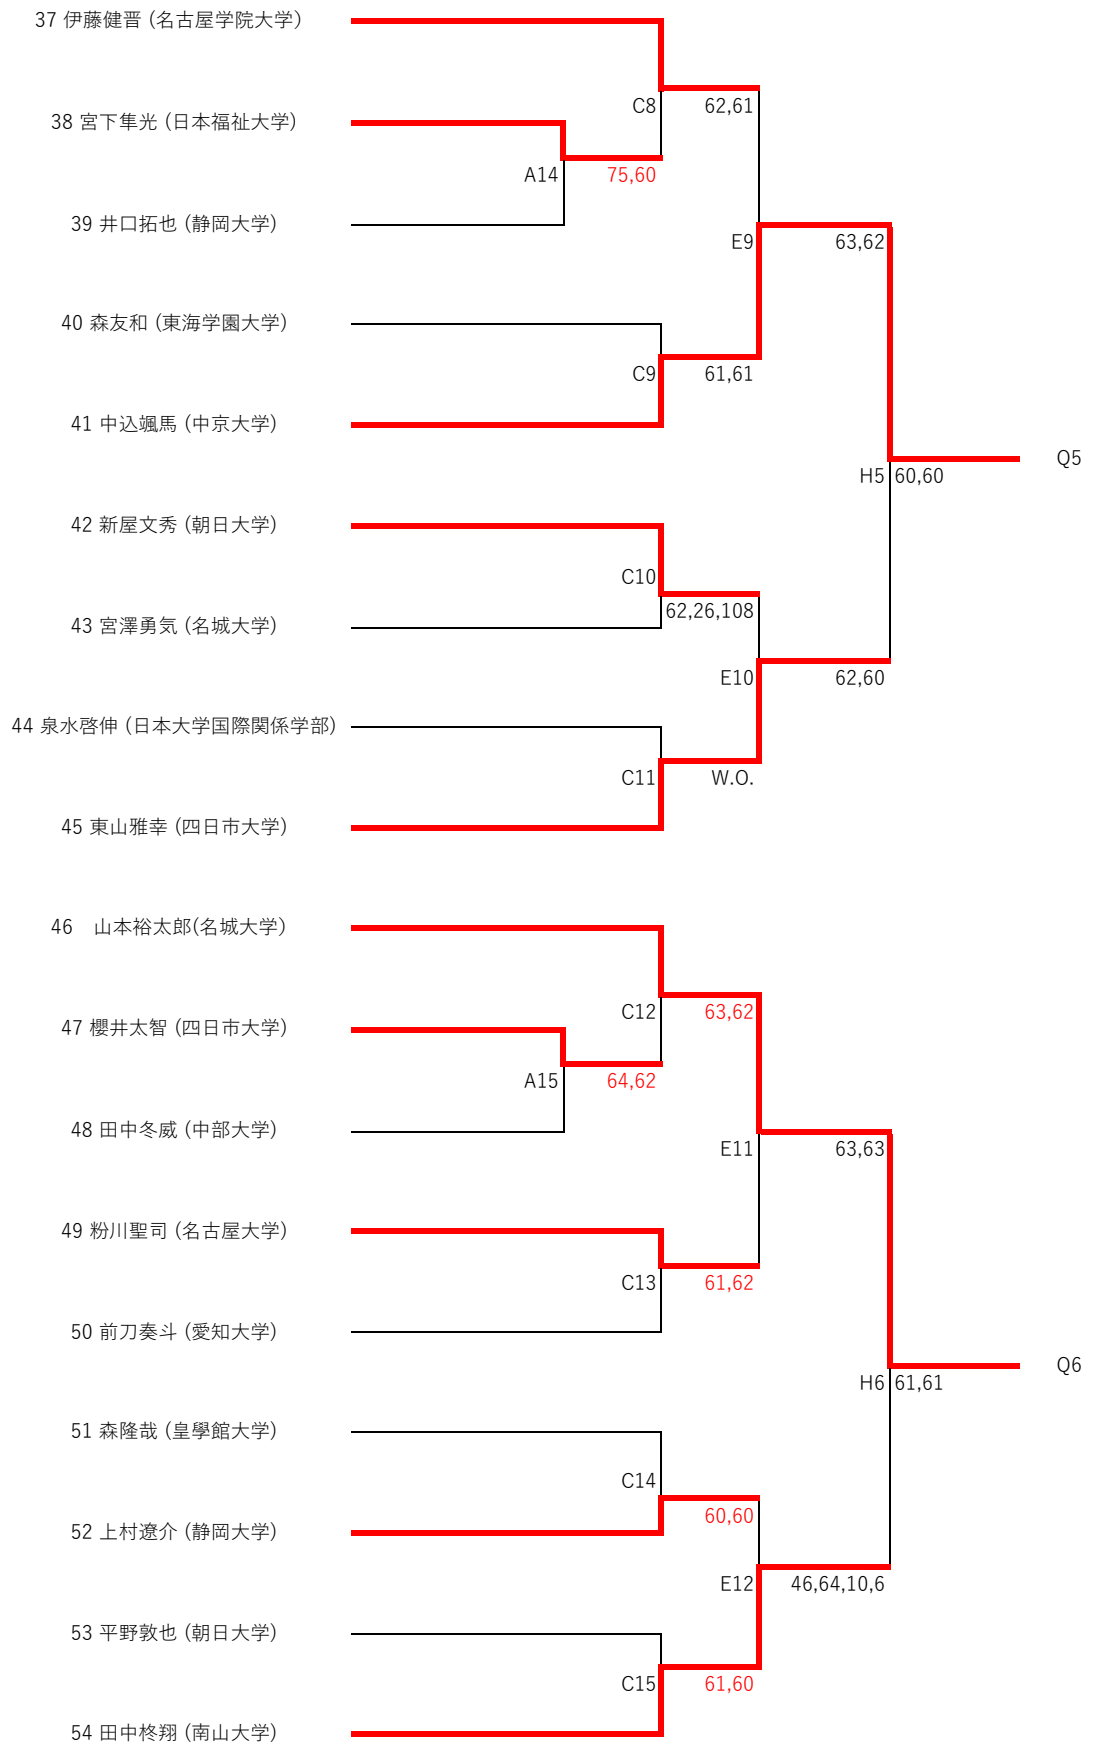 37 伊藤健晋 (名古屋学院大学)
C8
62,61
38 宮下隼光 (日本福祉大学)
A14
75,60
39 井口拓也 (静岡大学)
E9
63,62
40 森友和 (東海学園大学)
C9
61,61
41 中込颯馬 (中京大学)
Q5
H5
60,60
42 新屋文秀 (朝日大学)
C10
62,26,108
43 宮澤勇気 (名城大学)
E10
62,60
44 泉水啓伸 (日本大学国際関係学部)
C11
W.O.
45 東山雅幸 (四日市大学)
46　山本裕太郎(名城大学)
C12
63,62
47 櫻井太智 (四日市大学)
A15
64,62
48 田中冬威 (中部大学)
E11
63,63
49 粉川聖司 (名古屋大学)
C13
61,62
50 前刀奏斗 (愛知大学)
Q6
H6
61,61
51 森隆哉 (皇學館大学)
C14
60,60
52 上村遼介 (静岡大学)
E12
46,64,10,6
53 平野敦也 (朝日大学)
C15
61,60
54 田中柊翔 (南山大学)